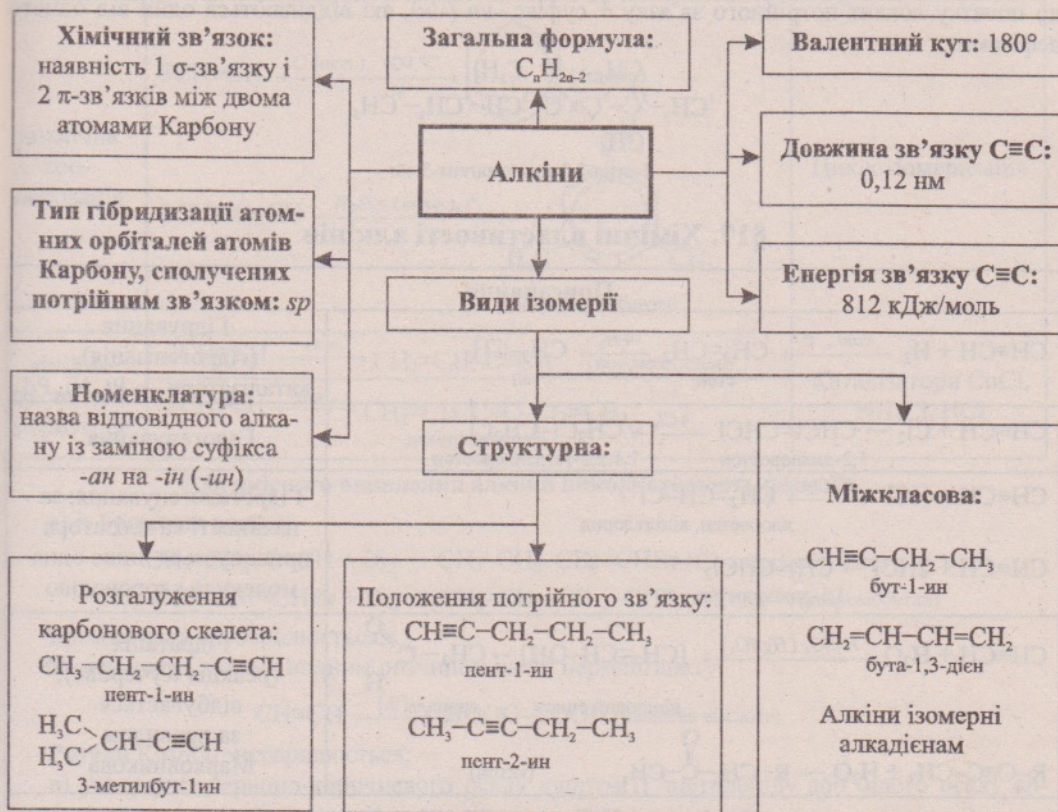 Хімічний зв’язок:
наявність 1 σ-зв’язку і
2 π-зв’язків між двома
атомами Карбону
Загальна формула:
CₙH₂ₙ₋₂
Валентний кут: 180°
Алкіни
Довжина зв’язку C≡C:
0,12 нм
Тип гібридизації атом-
них орбіталей атомів
Карбону, сполучених
потрійним зв’язком: sp
Види ізомерії
Енергія зв’язку C≡C:
812 кДж/моль
Номенклатура:
назва відповідного алка-
ну із заміною суфікса
-ан на -ін (-ин)
Структурна:
Міжкласова:
CH≡C–CH₂–CH₃
бут-1-ин
CH₂=CH–CH=CH₂
бута-1,3-дієн
Алкіни ізомерні
алкадієнам
Розгалуження
карбонового скелета:
CH₃–CH₂–CH₂–C≡CH
пент-1-ин
H₃C
CH–C≡CH
H₃C
3-метилбут-1ин
Положення потрійного зв’язку:
CH≡C–CH₂–CH₂–CH₃
пент-1-ин
CH₃–C≡C–CH₂–CH₃
пент-2-ин